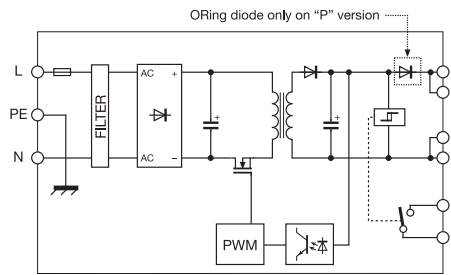 ORing diode only on "P" version
L
PE
N
FILTER
AC +
AC −
+
+
PWM